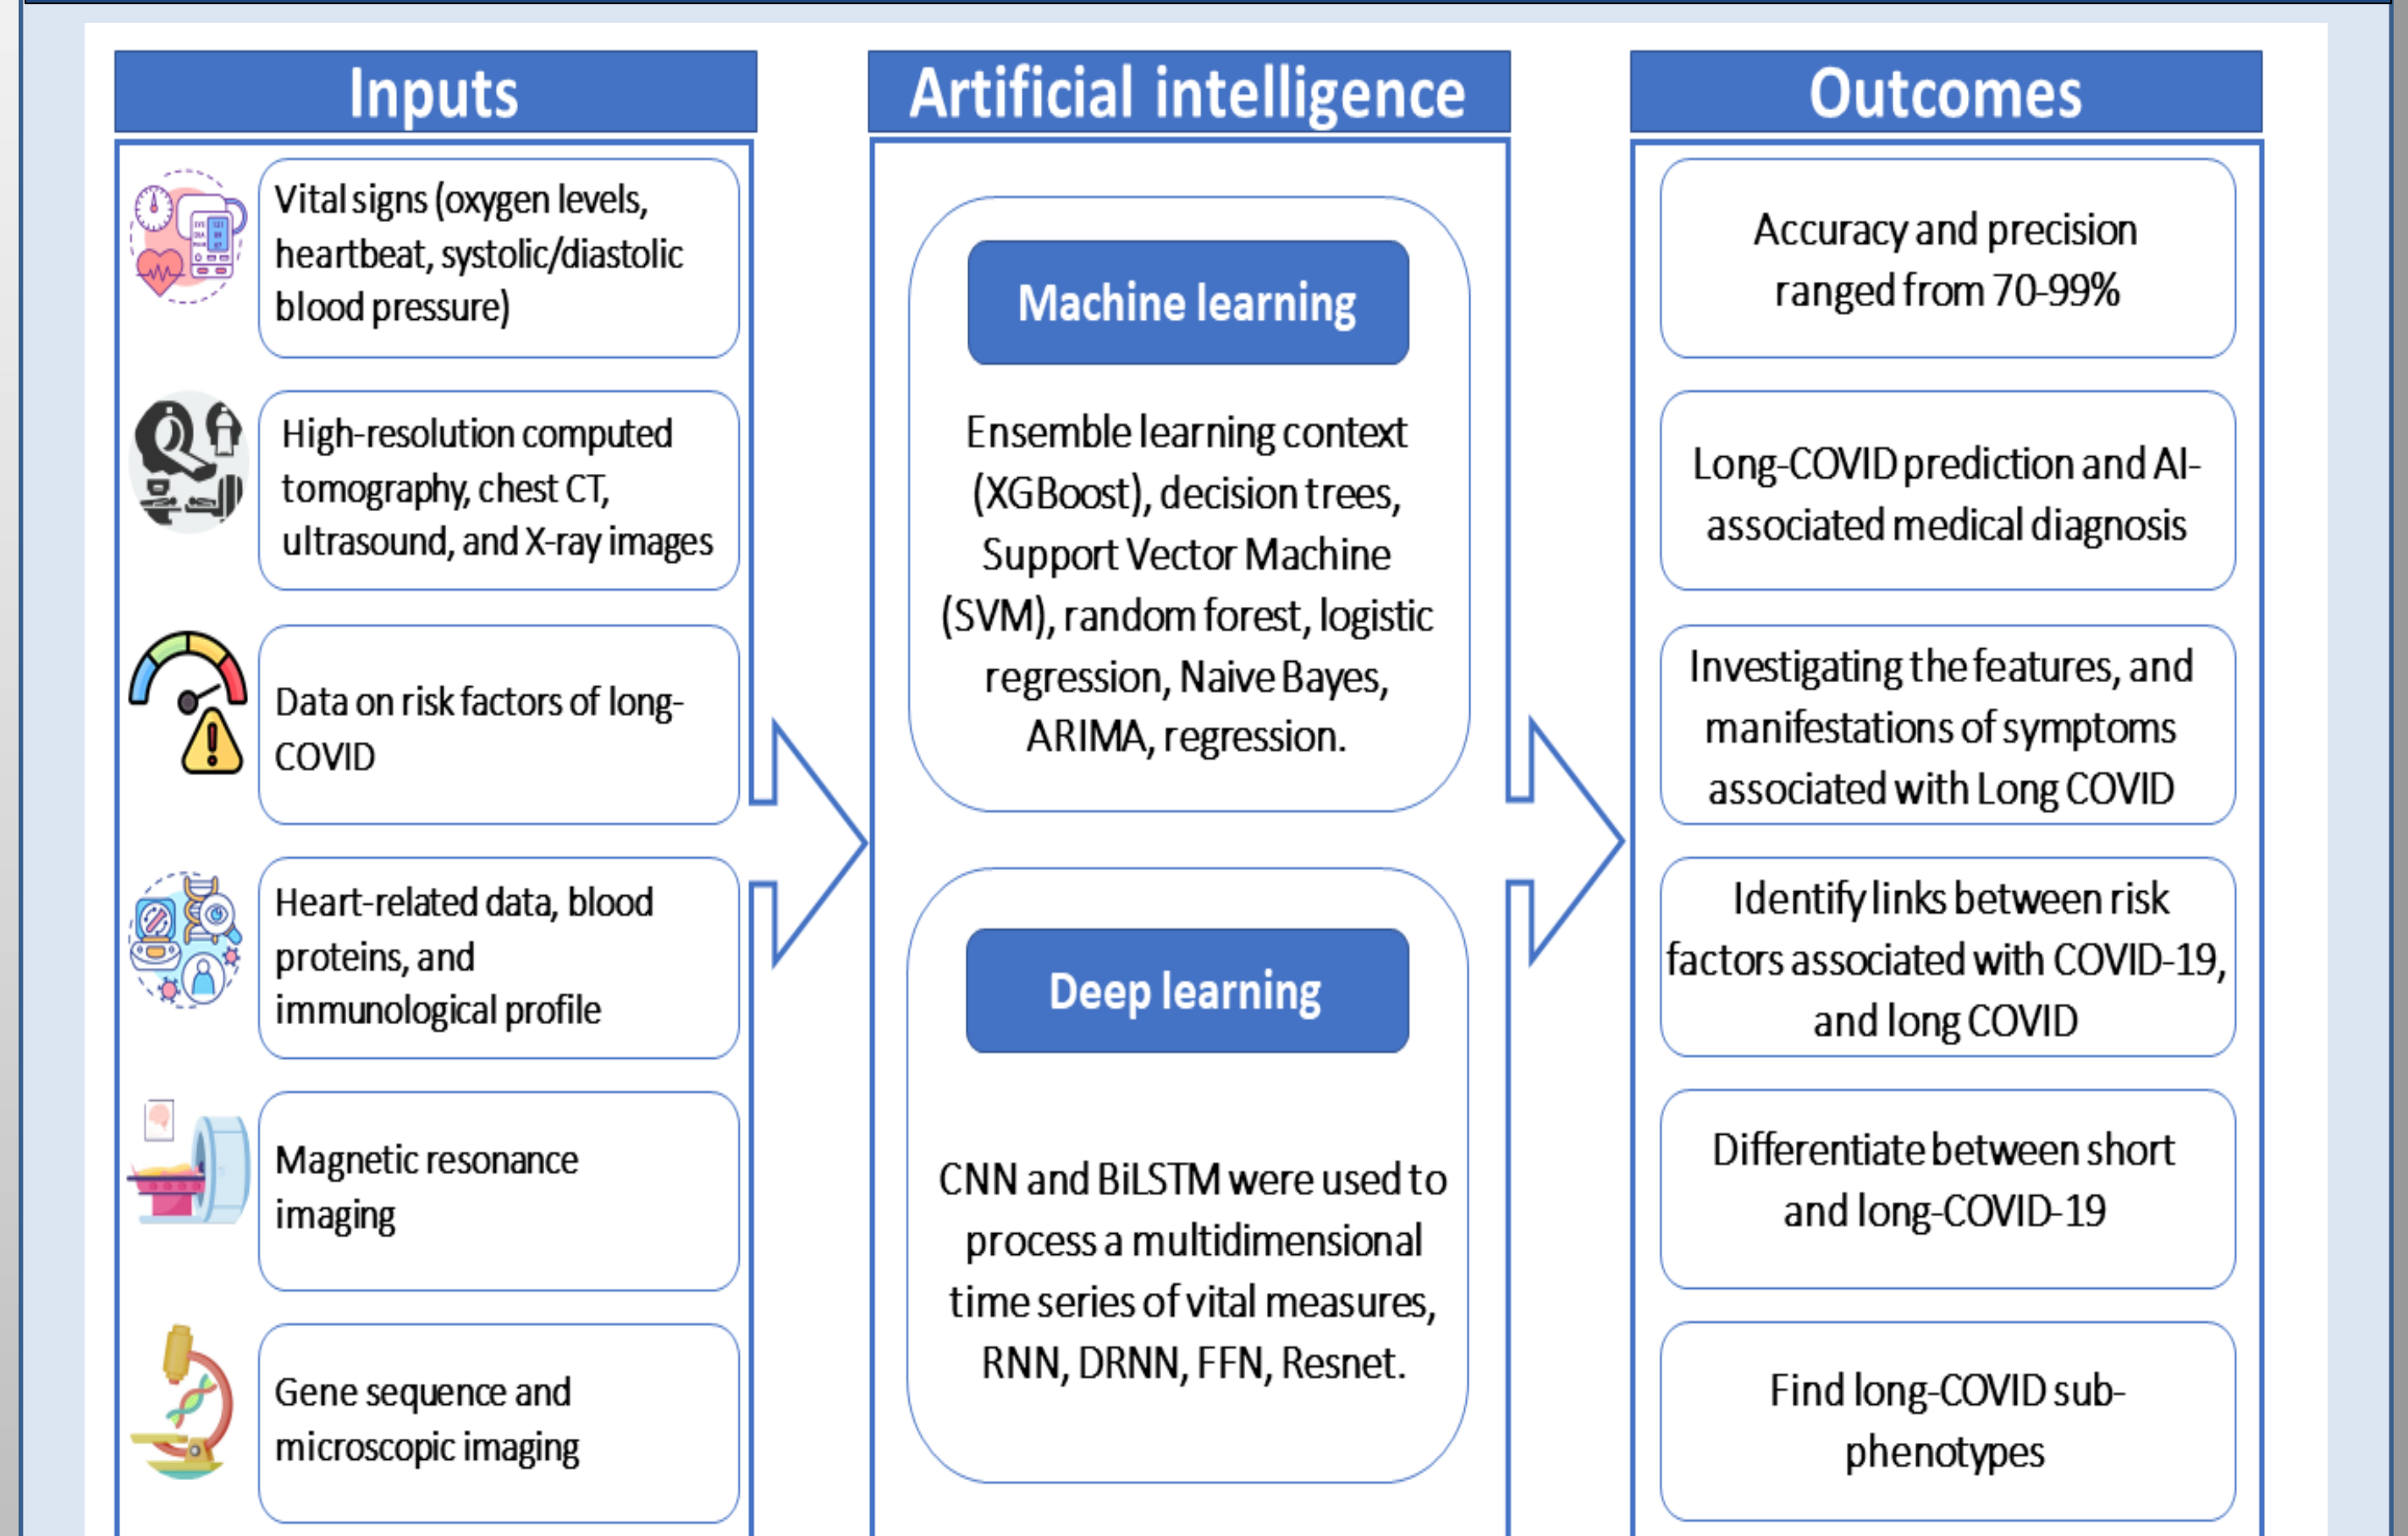 Inputs
Vital signs (oxygen levels,
heartbeat, systolic/diastolic
blood pressure)
High-resolution computed
tomography, chest CT,
ultrasound, and X-ray images
Data on risk factors of long-
COVID
Heart-related data, blood
proteins, and
immunological profile
Magnetic resonance
imaging
Gene sequence and
microscopic imaging
Artificial intelligence
Machine learning
Ensemble learning context
(XGBoost), decision trees,
Support Vector Machine
(SVM), random forest, logistic
regression, Naive Bayes,
ARIMA, regression.
Deep learning
CNN and BiLSTM were used to
process a multidimensional
time series of vital measures,
RNN, DRNN, FFN, Resnet.
Outcomes
Accuracy and precision
ranged from 70-99%
Long-COVID prediction and AI-
associated medical diagnosis
Investigating the features, and
manifestations of symptoms
associated with Long COVID
Identify links between risk
factors associated with COVID-19,
and long COVID
Differentiate between short
and long-COVID-19
Find long-COVID sub-
phenotypes